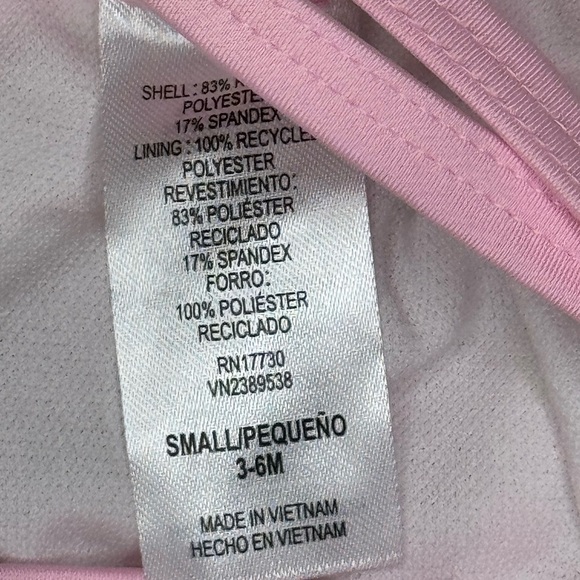 SHELL : 83%
POLYESTER
17% SPANDEX
LINING : 100% RECYCLED
POLYESTER
REVESTIMIENTO:
83% POLIÉSTER
RECICLADO
17% SPANDEX
FORRO:
100% POLIÉSTER
RECICLADO
RN17730
VN2389538
SMALL/PEQUEÑO
3-6M
MADE IN VIETNAM
HECHO EN VIETNAM